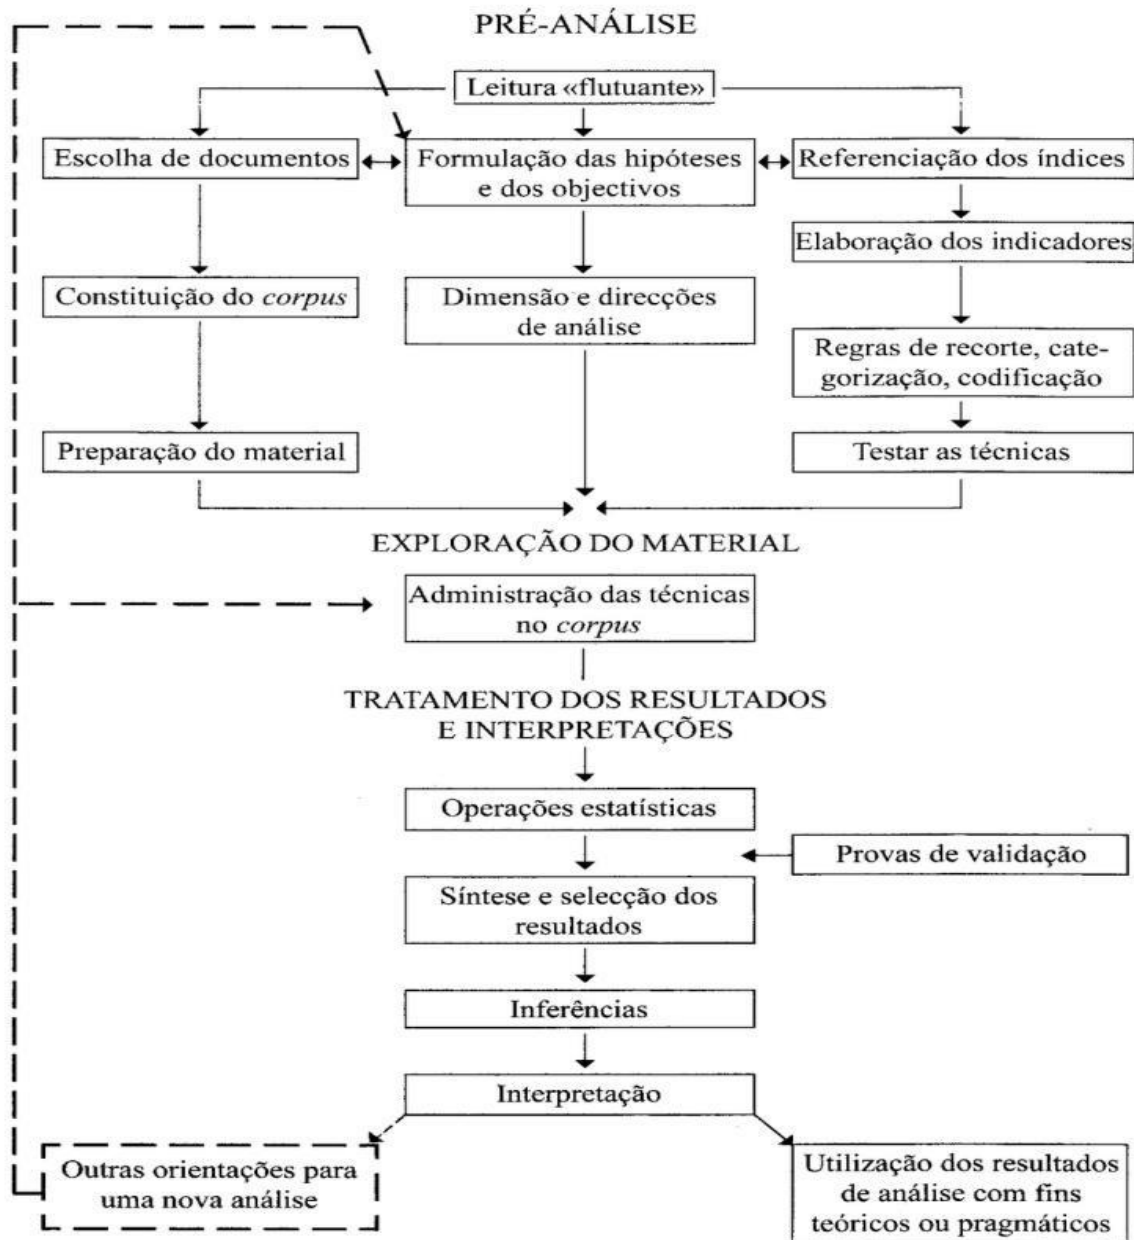 PRÉ-ANÁLISE
Leitura «flutuante»
Escolha de documentos
Formulação das hipóteses
e dos objectivos
Referenciação dos índices
Elaboração dos indicadores
Constituição do corpus
Dimensão e direcções
de análise
Regras de recorte, cate-
gorização, codificação
Preparação do material
Testar as técnicas
EXPLORAÇÃO DO MATERIAL
Administração das técnicas
no corpus
TRATAMENTO DOS RESULTADOS
E INTERPRETAÇÕES
Operações estatísticas
Provas de validação
Síntese e selecção dos
resultados
Inferências
Interpretação
Outras orientações para
uma nova análise
Utilização dos resultados
de análise com fins
teóricos ou pragmáticos